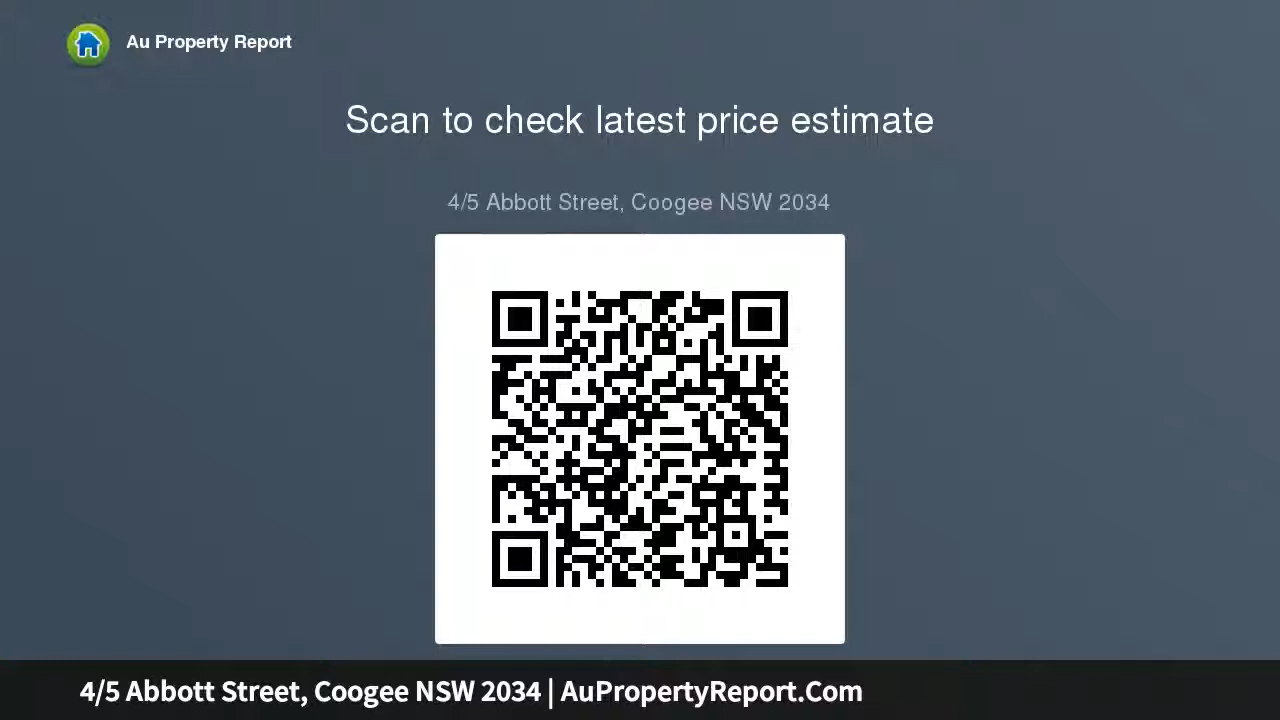 Au Property Report
Scan to check latest price estimate
4/5 Abbott Street, Coogee NSW 2034
4/5 Abbott Street, Coogee NSW 2034 | AuPropertyReport.Com